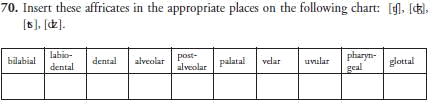 70. Insert these affricates in the appropriate places on the following chart: [ʧ], [ʤ],
[ʦ], [ʣ].
bilabial labio-dental dental alveolar post-alveolar palatal velar uvular pharyn-geal glottal